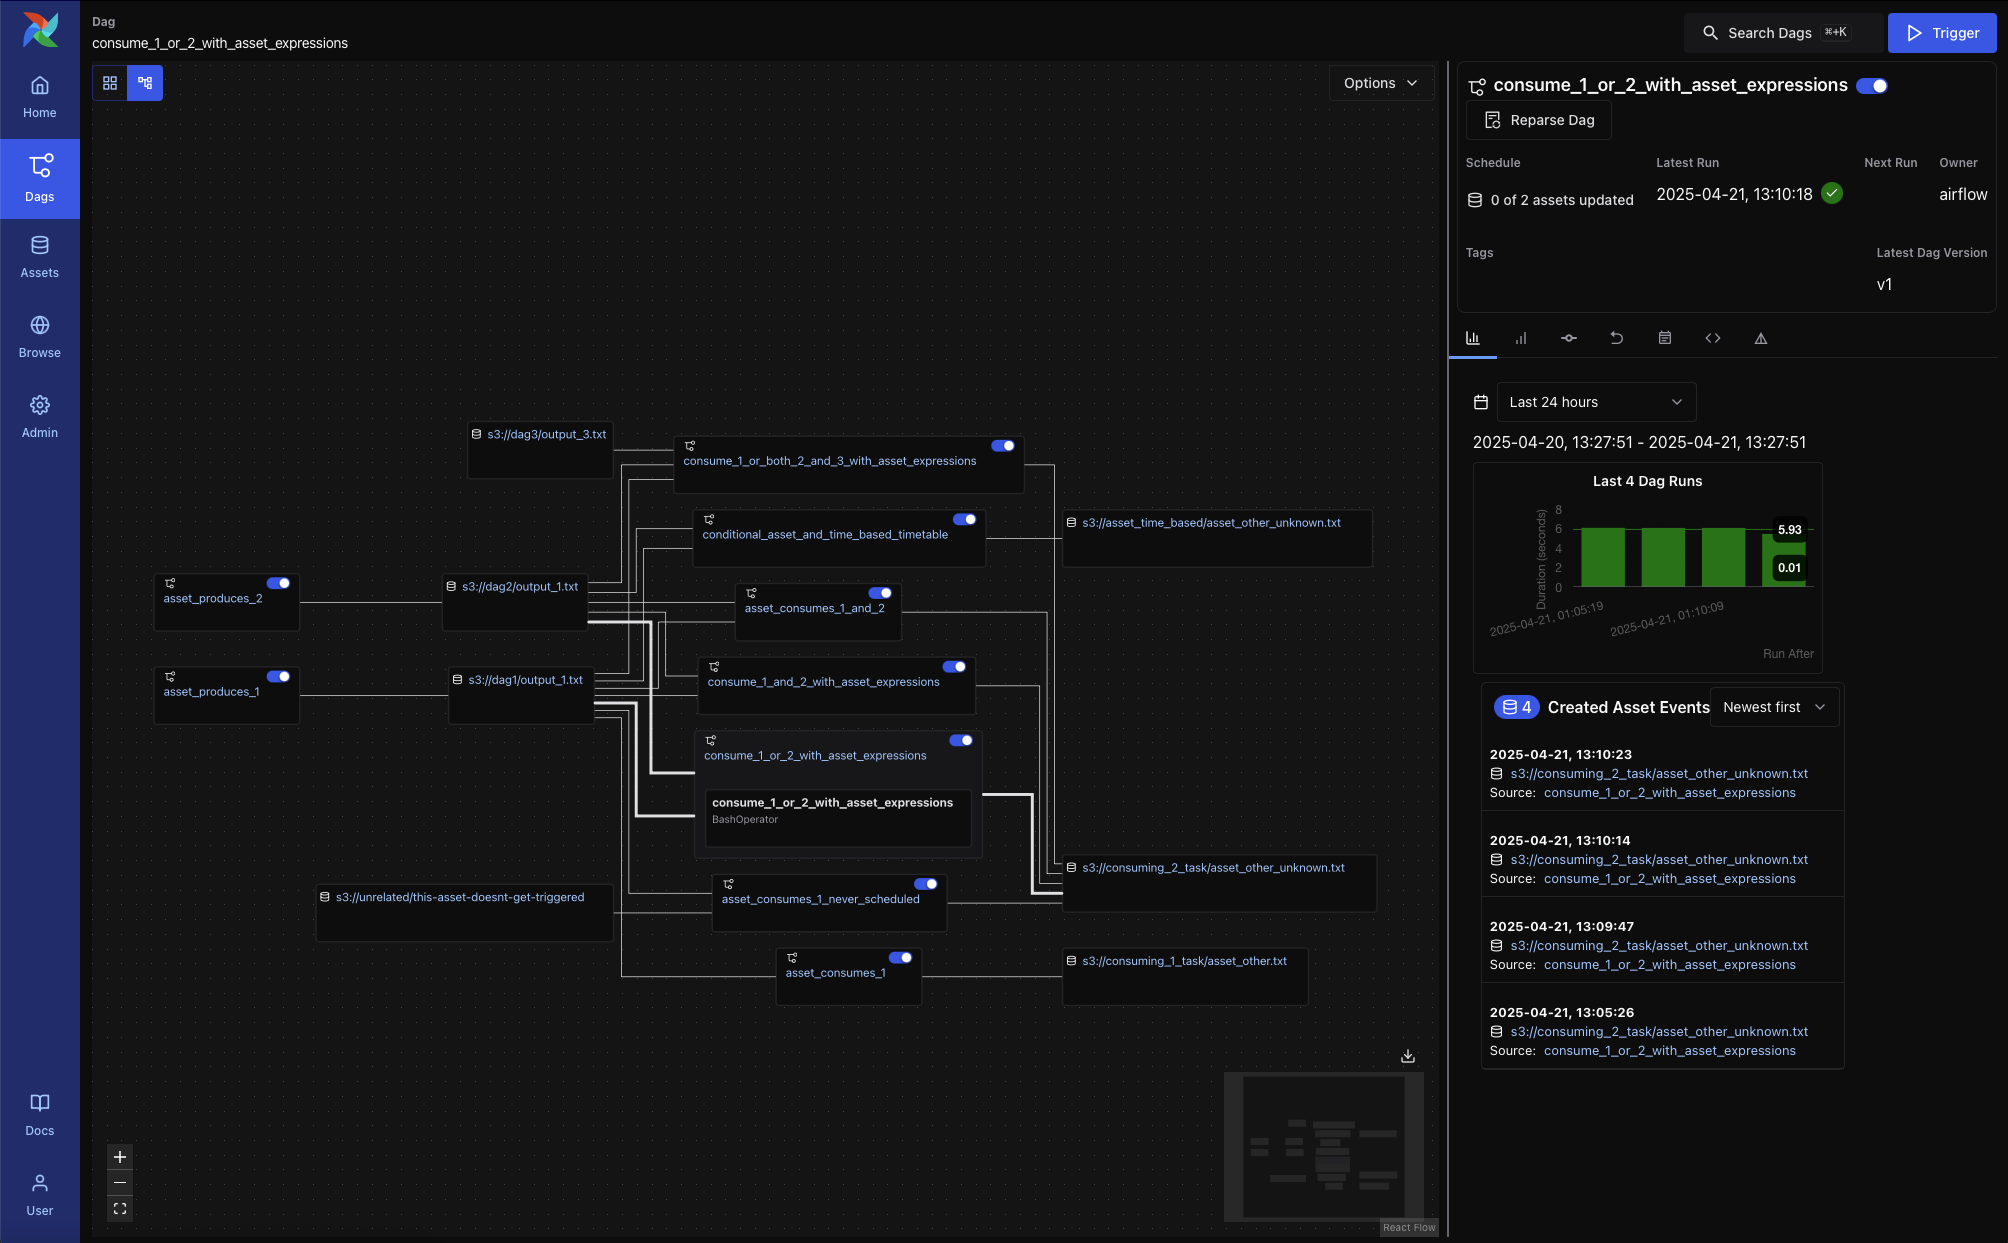 Dag
consume_1_or_2_with_asset_expressions
Search Dags
⌘+K
Trigger
Home
Dags
Assets
Browse
Admin
Docs
User
Options
s3://dag3/output_3.txt
consume_1_or_both_2_and_3_with_asset_expressions
conditional_asset_and_time_based_timetable
s3://asset_time_based/asset_other_unknown.txt
asset_produces_2
s3://dag2/output_1.txt
asset_consumes_1_and_2
asset_produces_1
s3://dag1/output_1.txt
consume_1_and_2_with_asset_expressions
consume_1_or_2_with_asset_expressions
consume_1_or_2_with_asset_expressions
BashOperator
s3://consuming_2_task/asset_other_unknown.txt
s3://unrelated/this-asset-doesnt-get-triggered
asset_consumes_1_never_scheduled
asset_consumes_1
s3://consuming_1_task/asset_other.txt
React Flow
consume_1_or_2_with_asset_expressions
Reparse Dag
Schedule
0 of 2 assets updated
Latest Run
2025-04-21, 13:10:18
Next Run
Owner
airflow
Tags
Latest Dag Version
v1
Last 24 hours
2025-04-20, 13:27:51 - 2025-04-21, 13:27:51
Last 4 Dag Runs
Duration (seconds)
8
6
4
2
0
5.93
0.01
2025-04-21, 01:05:19
2025-04-21, 01:10:09
Run After
4 Created Asset Events
Newest first
2025-04-21, 13:10:23
s3://consuming_2_task/asset_other_unknown.txt
Source: consume_1_or_2_with_asset_expressions
2025-04-21, 13:10:14
s3://consuming_2_task/asset_other_unknown.txt
Source: consume_1_or_2_with_asset_expressions
2025-04-21, 13:09:47
s3://consuming_2_task/asset_other_unknown.txt
Source: consume_1_or_2_with_asset_expressions
2025-04-21, 13:05:26
s3://consuming_2_task/asset_other_unknown.txt
Source: consume_1_or_2_with_asset_expressions